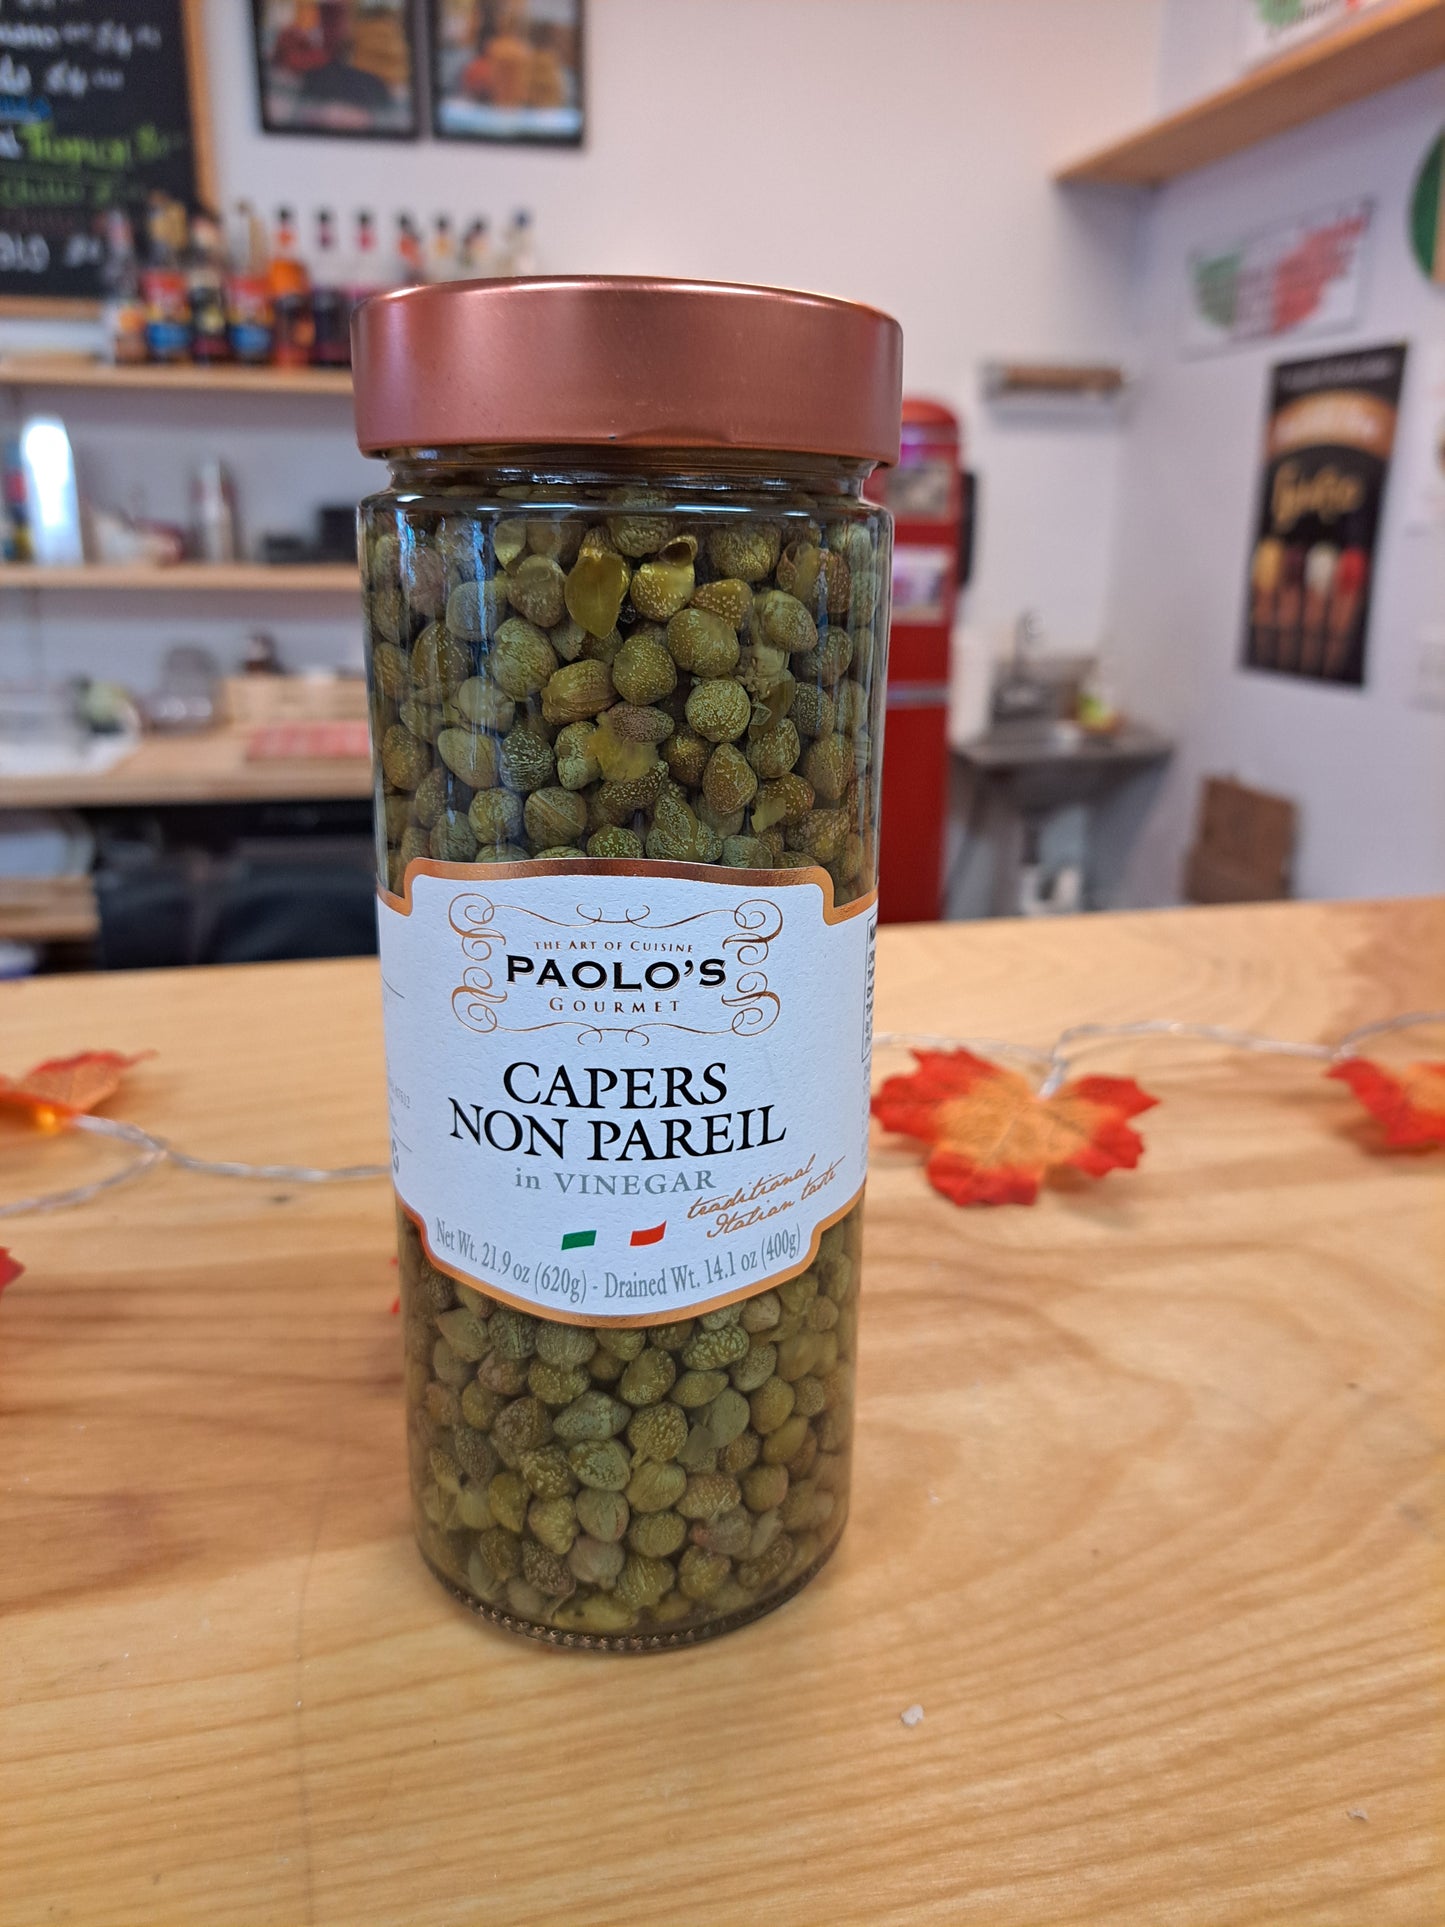 THE ART OF CUISINE
PAOLO'S
GOURMET
CAPERS
NON PAREIL
in VINEGAR
traditional
Italian taste
Net Wt. 21.9 oz (620g) - Drained Wt. 14.1 oz (400g)